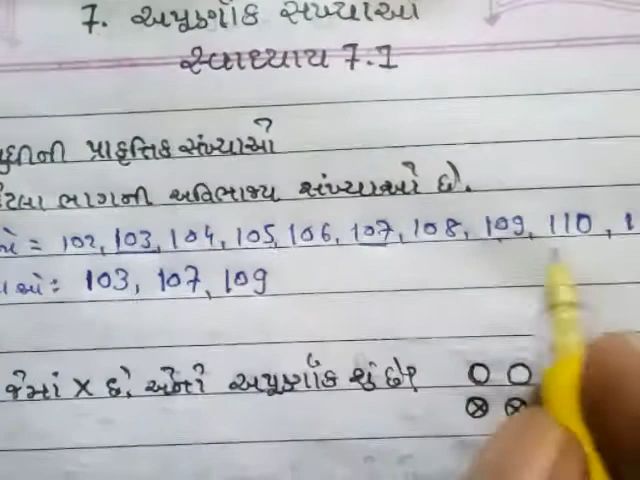 7. અપૂર્ણાંક સંખ્યાઓ
સ્વાધ્યાય 7.1
સુધીની પ્રાકૃતિક સંખ્યાઓ
કેટલા ભાગની અવિભાજ્ય સંખ્યાઓ છે.
= 102, 103, 104, 105, 106, 107, 108, 109, 110,
103, 107, 109
જેમાં X છે, એનો અપૂર્ણાંક શું છે?